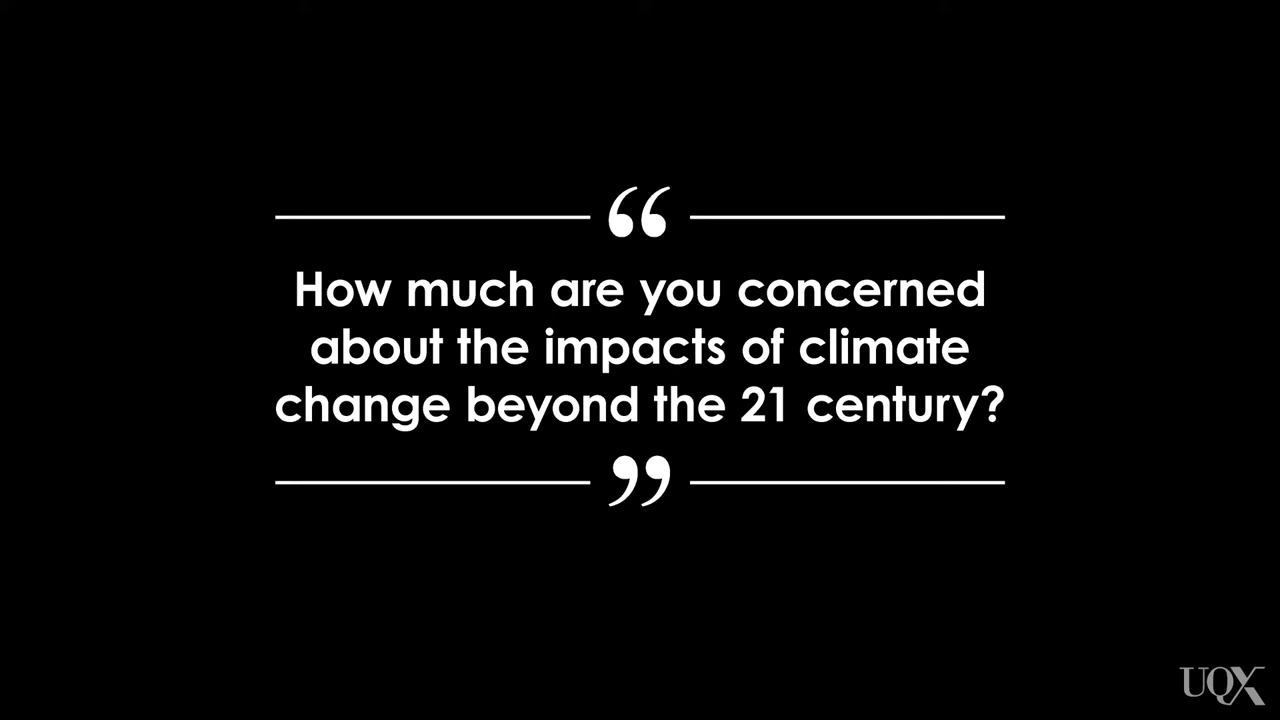 “
How much are you concerned
about the impacts of climate
change beyond the 21 century?
”
UQX